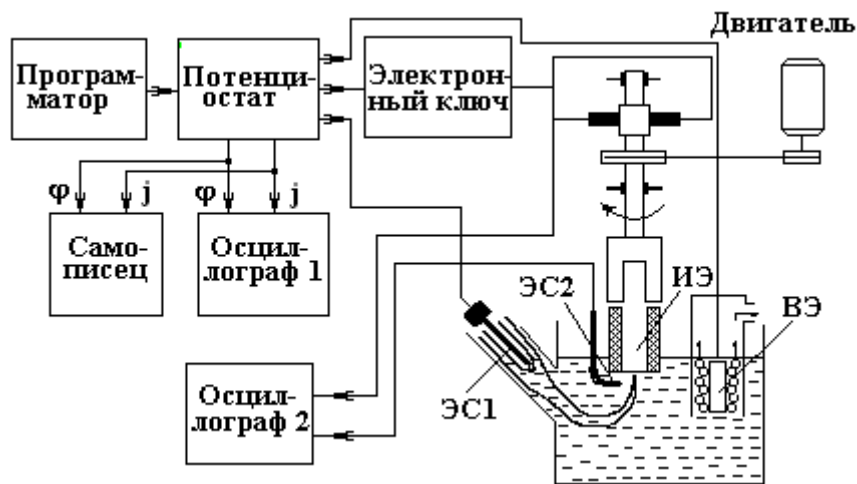 Двигатель
Програм-
матор
Потенци-
остат
Электрон-
ный ключ
φ
j
φ
j
Само-
писец
Осцил-
лограф 1
ЭС2
ИЭ
ВЭ
ЭС1
Осцил-
лограф 2